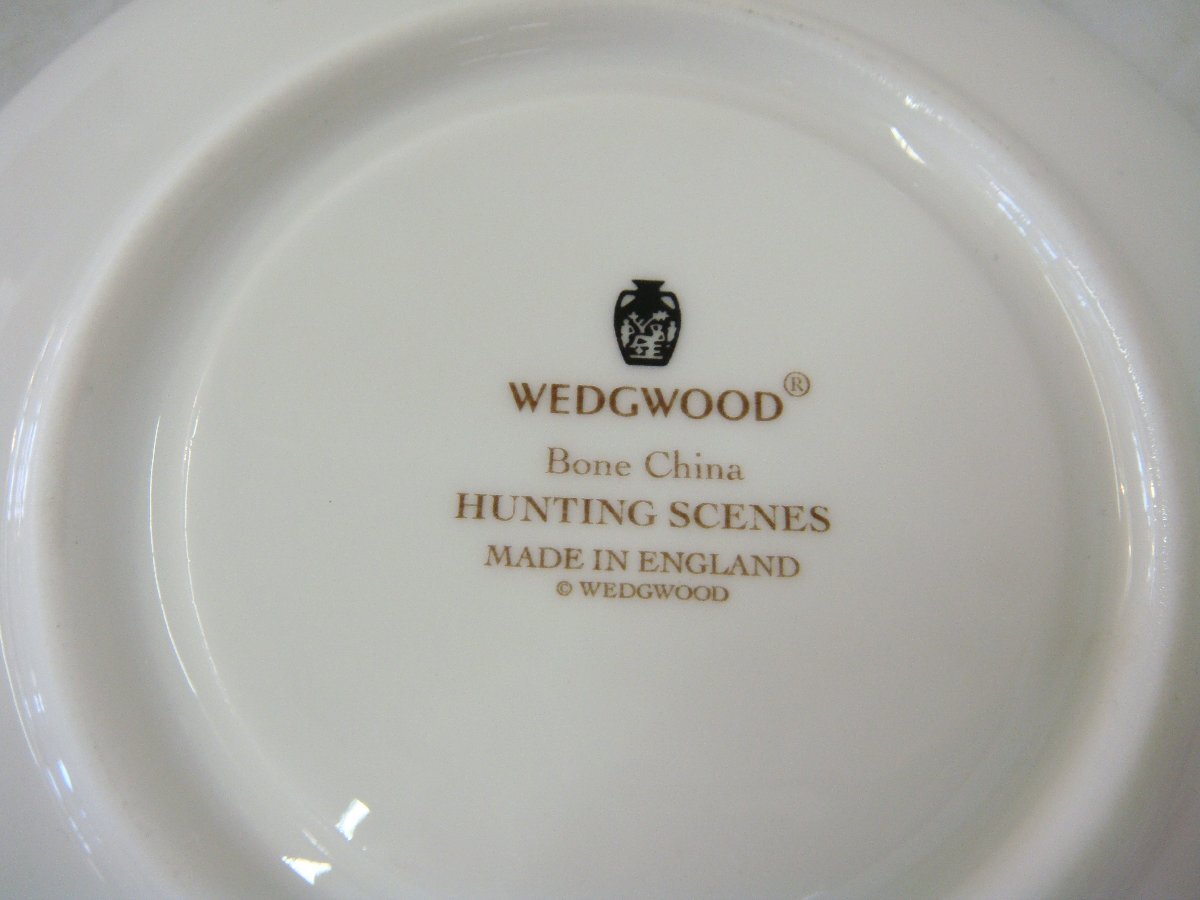 WEDGWOOD®
Bone China
HUNTING SCENES
MADE IN ENGLAND
© WEDGWOOD